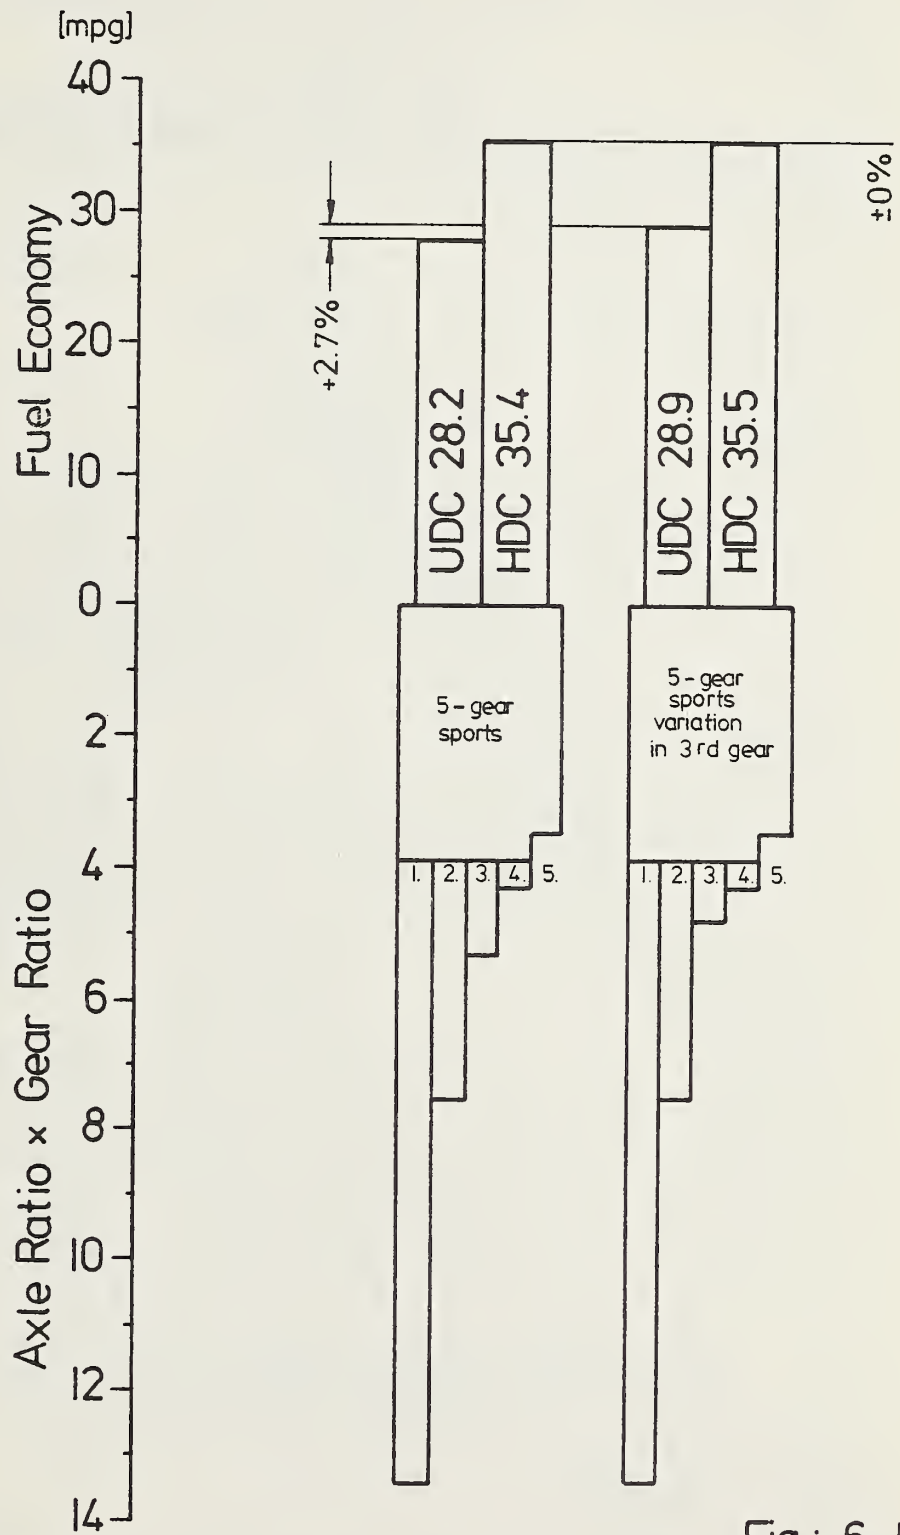 [mpg]
40
30
20
10
0
2
4
6
8
10
12
14
Fuel Economy
Axle Ratio x Gear Ratio
+2.7%
±0%
UDC 28.2
HDC 35.4
UDC 28.9
HDC 35.5
5-gear
sports
5-gear
sports
variation
in 3rd gear
1. 2. 3. 4. 5.
1. 2. 3. 4. 5.